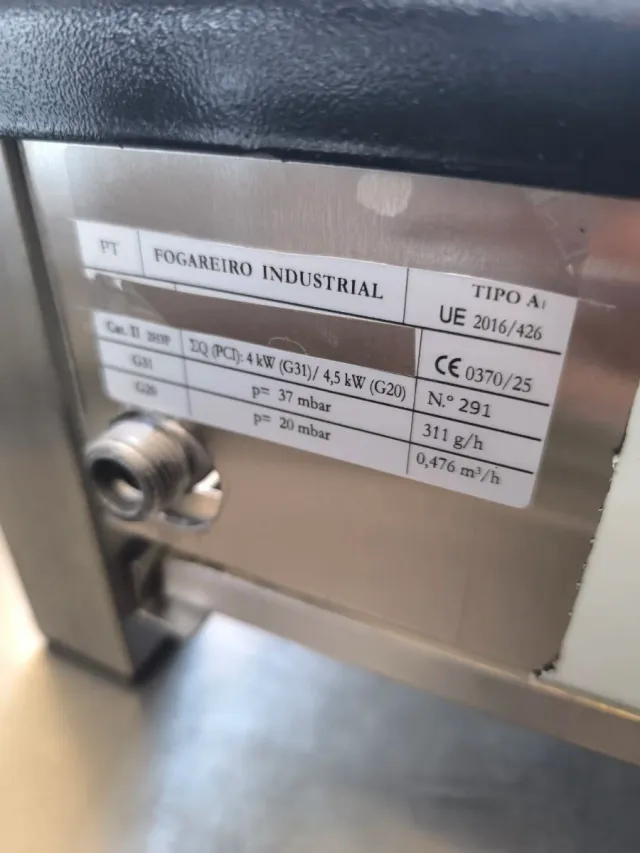 PT FOGAREIRO INDUSTRIAL TIPO A1
UE 2016/426
CE 0370/25
Cat. II 2H3P ΣQ (PCI): 4 kW (G31)/ 4,5 kW (G20) N.º 291
G31 p= 37 mbar 311 g/h
G20 p= 20 mbar 0,476 m³/h